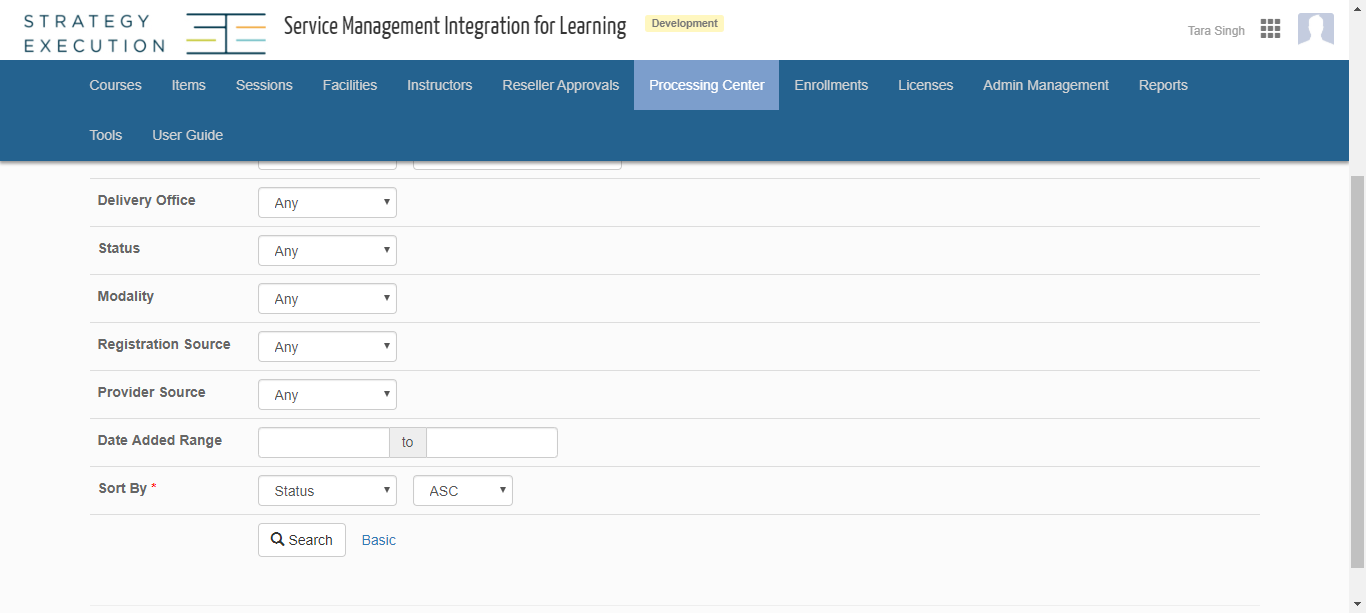 STRATEGY
EXECUTION
Service Management Integration for Learning
Development
Tara Singh
Courses Items Sessions Facilities Instructors Reseller Approvals Processing Center Enrollments Licenses Admin Management Reports
Tools User Guide
Delivery Office Any
Status Any
Modality Any
Registration Source Any
Provider Source Any
Date Added Range to
Sort By * Status ASC
Search Basic